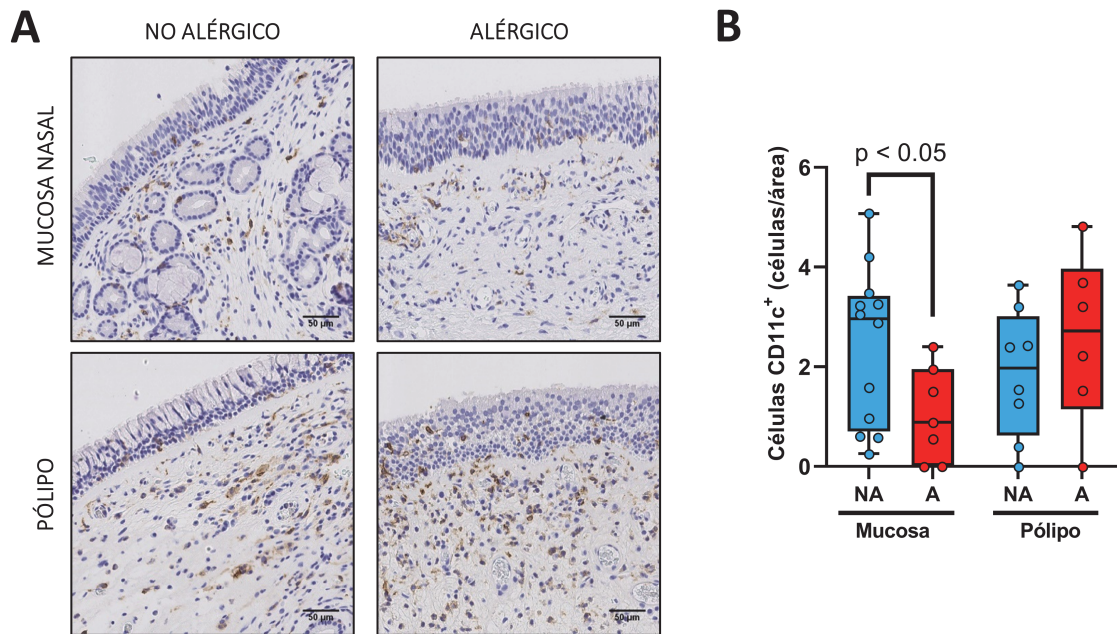 A
NO ALÉRGICO
ALÉRGICO
MUCOSA NASAL
50 µm
50 µm
PÓLIPO
50 µm
50 µm
B
p < 0.05
Células CD11c⁺ (células/área)
6
4
2
0
NA
A
NA
A
Mucosa
Pólipo